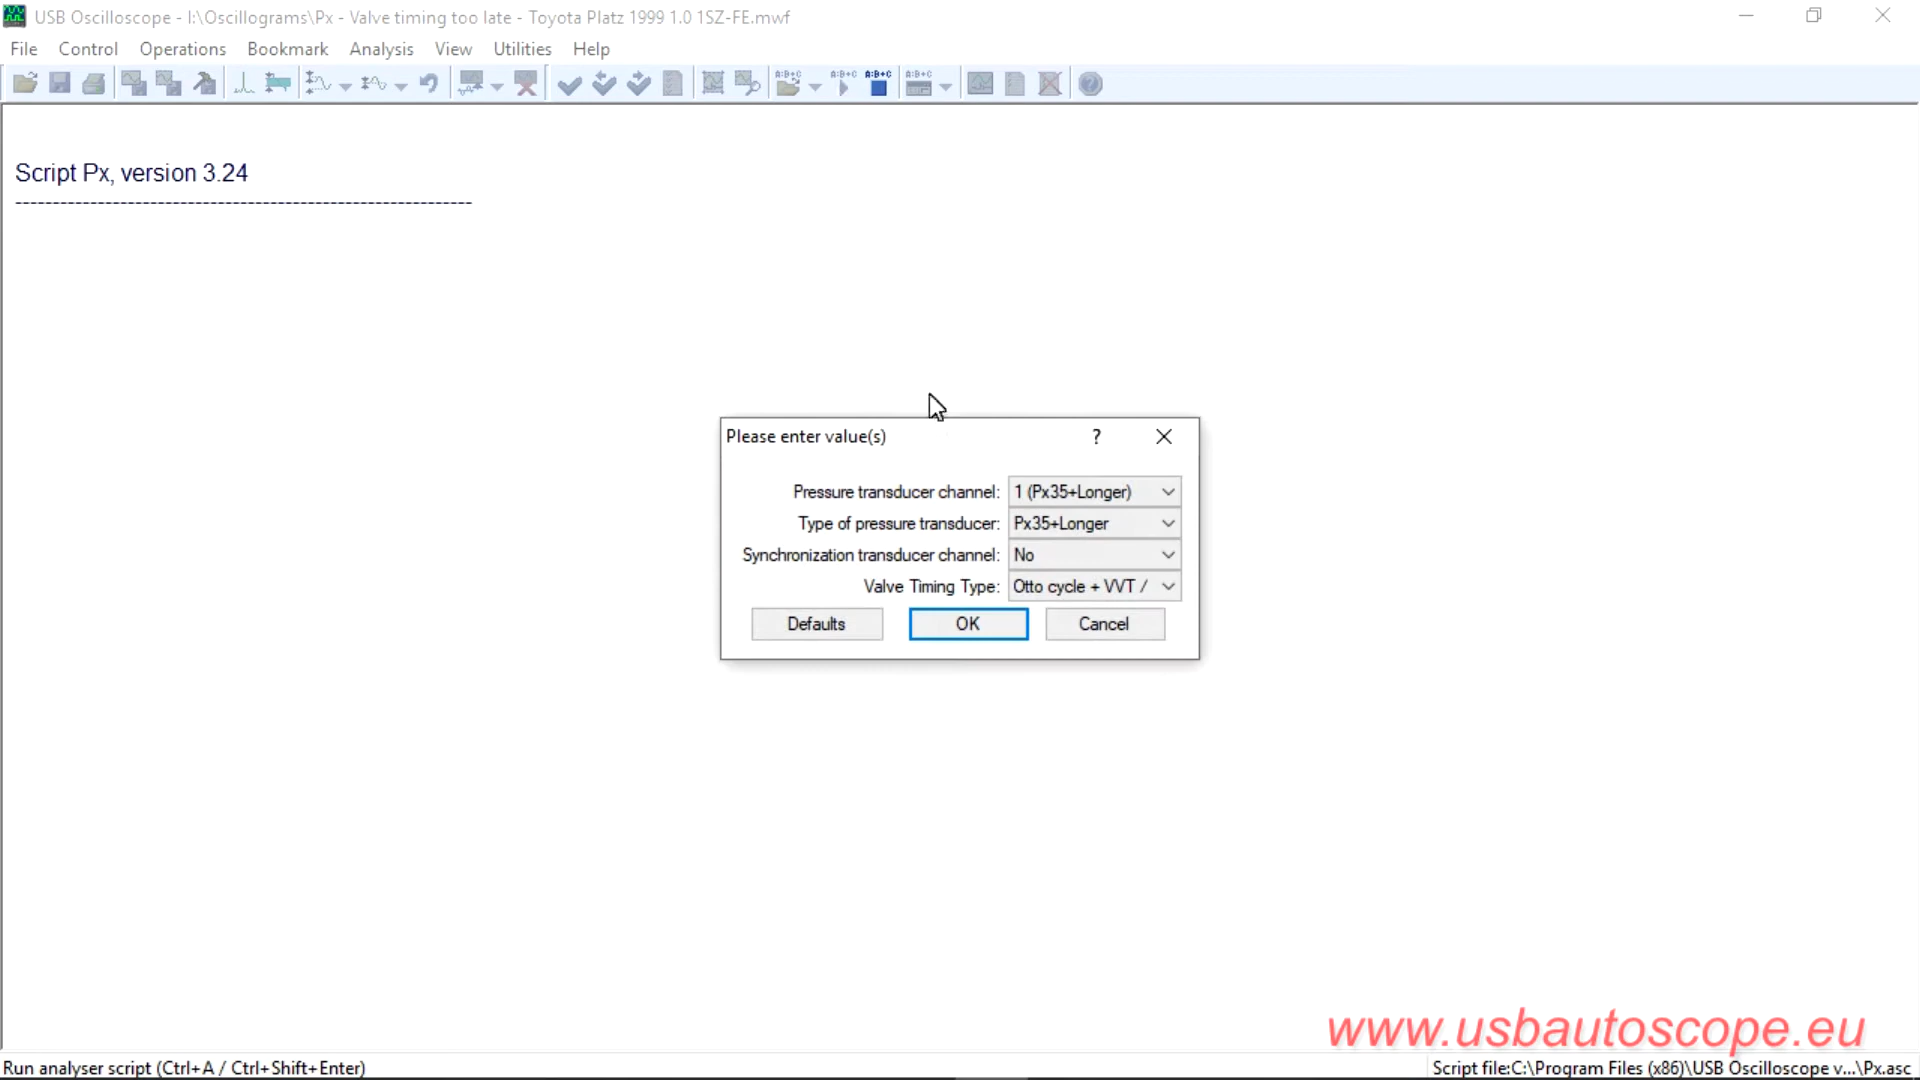 USB Oscilloscope - I:\Oscillograms\Px - Valve timing too late - Toyota Platz 1999 1.0 1SZ-FE.mwf
File Control Operations Bookmark Analysis View Utilities Help
A:B+C A:B+C A:B+C A:B+C
Script Px, version 3.24
-------------------------------------------------------------
Please enter value(s) ?
Pressure transducer channel: 1 (Px35+Longer)
Type of pressure transducer: Px35+Longer
Synchronization transducer channel: No
Valve Timing Type: Otto cycle + VVT /
Defaults OK Cancel
www.usbautoscope.eu
Run analyser script (Ctrl+A / Ctrl+Shift+Enter) Script file:C:\Program Files (x86)\USB Oscilloscope v...\Px.asc